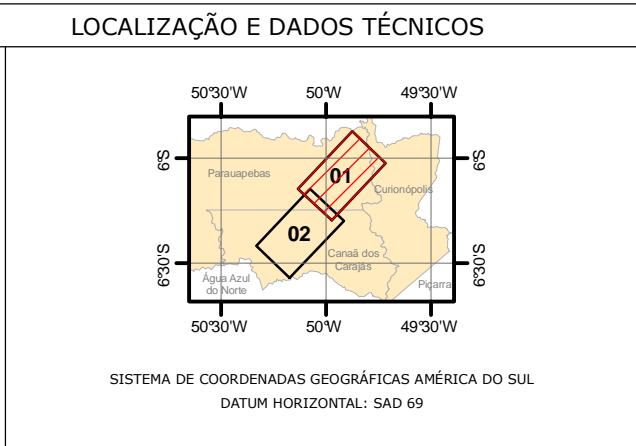 LOCALIZAÇÃO E DADOS TÉCNICOS
50°30'W 50°W 49°30'W
6°S 6°S
Parauapebas
01
Curionópolis
02
Canaã dos
Carajás
6°30'S 6°30'S
Água Azul
do Norte
Piçarra
50°30'W 50°W 49°30'W
SISTEMA DE COORDENADAS GEOGRÁFICAS AMÉRICA DO SUL
DATUM HORIZONTAL: SAD 69